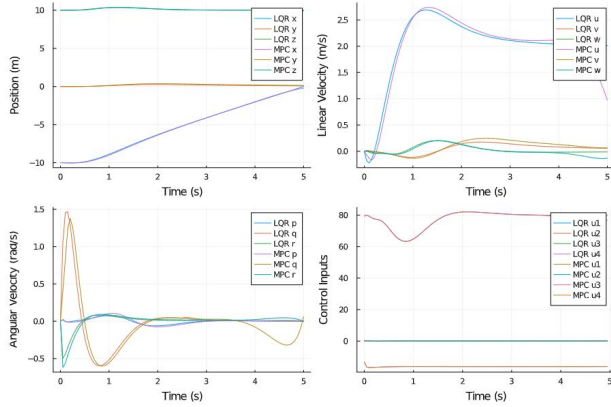 10
5
0
−5
−10
Position (m)
0
1
2
3
4
5
Time (s)
LQR x
LQR y
LQR z
MPC x
MPC y
MPC z
2.5
2.0
1.5
1.0
0.5
0.0
Linear Velocity (m/s)
0
1
2
3
4
5
Time (s)
LQR u
LQR v
LQR w
MPC u
MPC v
MPC w
1.5
1.0
0.5
0.0
−0.5
Angular Velocity (rad/s)
0
1
2
3
4
5
Time (s)
LQR p
LQR q
LQR r
MPC p
MPC q
MPC r
80
60
40
20
0
Control Inputs
0
1
2
3
4
5
Time (s)
LQR u1
LQR u2
LQR u3
LQR u4
MPC u1
MPC u2
MPC u3
MPC u4